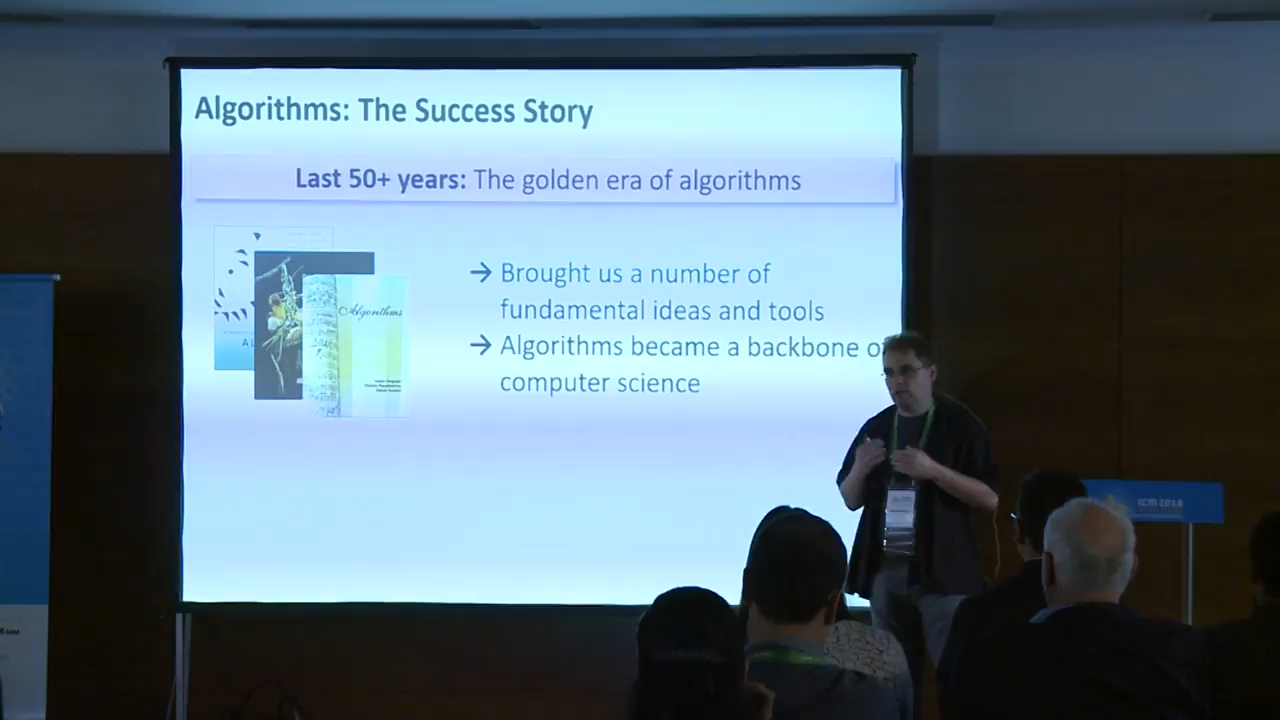 Algorithms: The Success Story
Last 50+ years: The golden era of algorithms
→ Brought us a number of
fundamental ideas and tools
→ Algorithms became a backbone
computer science
Algorithms
ICM 2018